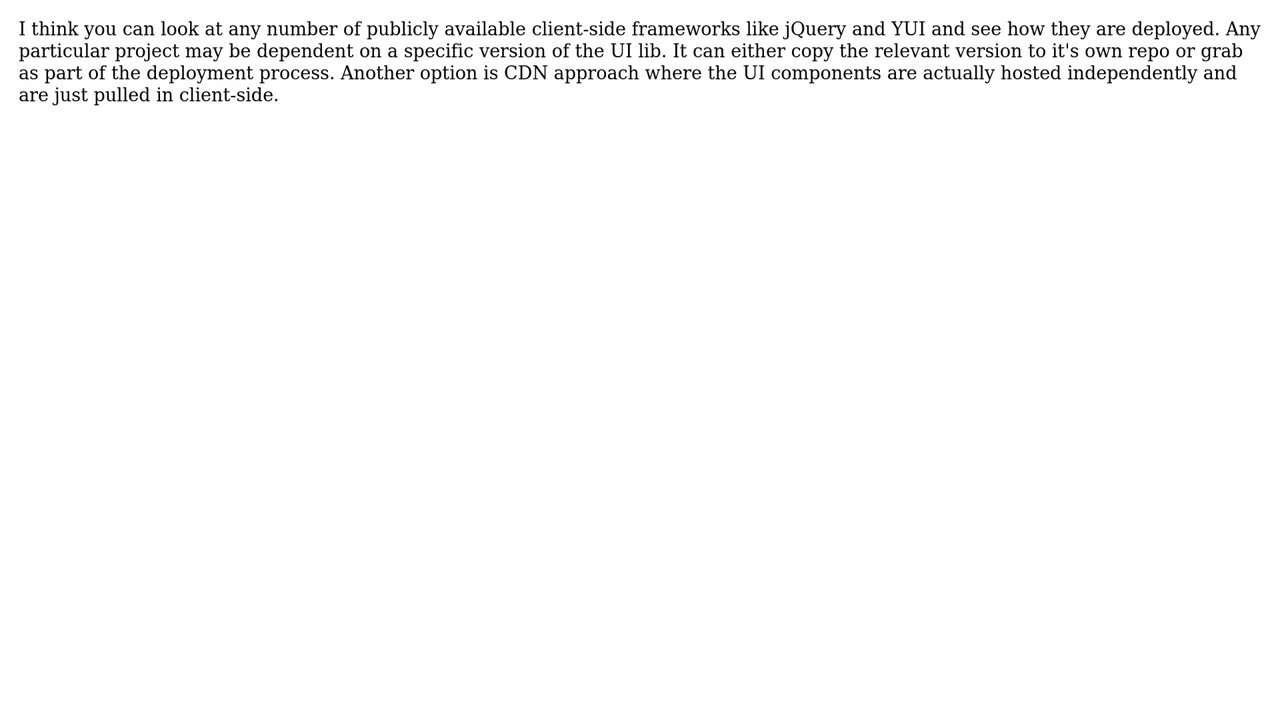 I think you can look at any number of publicly available client-side frameworks like jQuery and YUI and see how they are deployed. Any
particular project may be dependent on a specific version of the UI lib. It can either copy the relevant version to it's own repo or grab
as part of the deployment process. Another option is CDN approach where the UI components are actually hosted independently and
are just pulled in client-side.